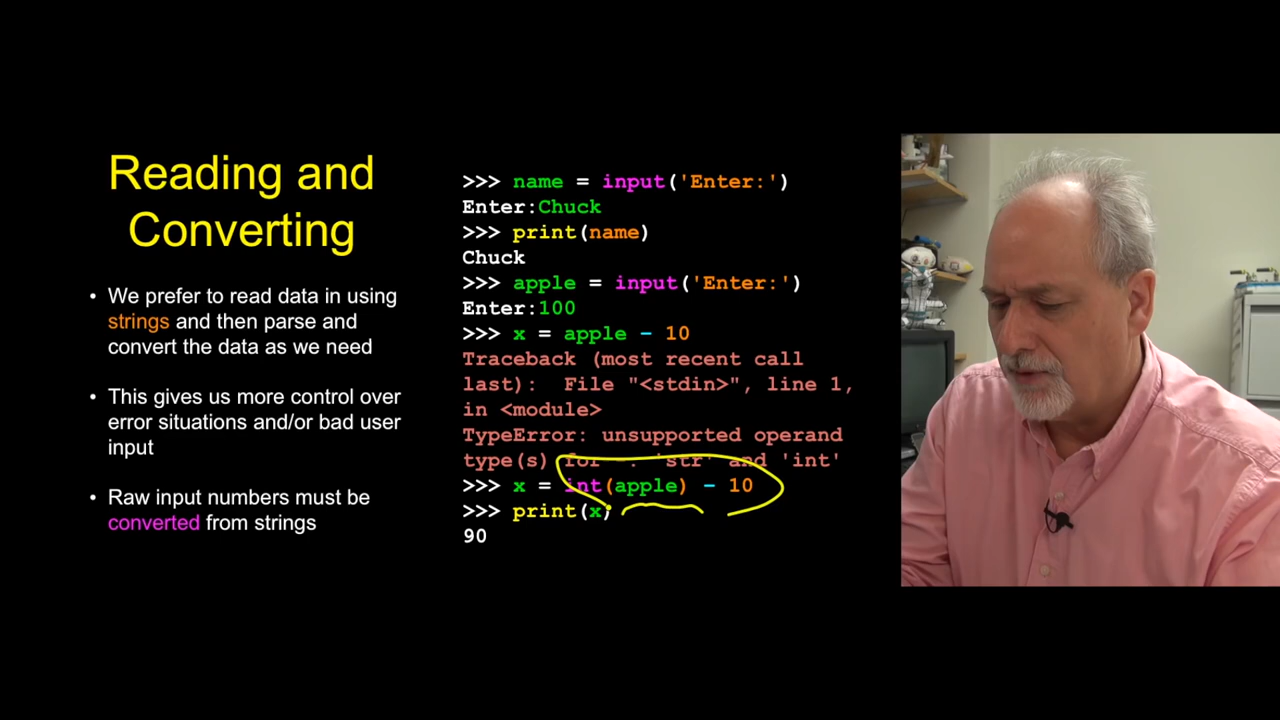 Reading and
Converting
• We prefer to read data in using
strings and then parse and
convert the data as we need
• This gives us more control over
error situations and/or bad user
input
• Raw input numbers must be
converted from strings
>>> name = input('Enter:')
Enter:Chuck
>>> print(name)
Chuck
>>> apple = input('Enter:')
Enter:100
>>> x = apple - 10
Traceback (most recent call
last):  File "<stdin>", line 1,
in <module>
TypeError: unsupported operand
type(s) for -: 'str' and 'int'
>>> x = int(apple) - 10
>>> print(x)
90